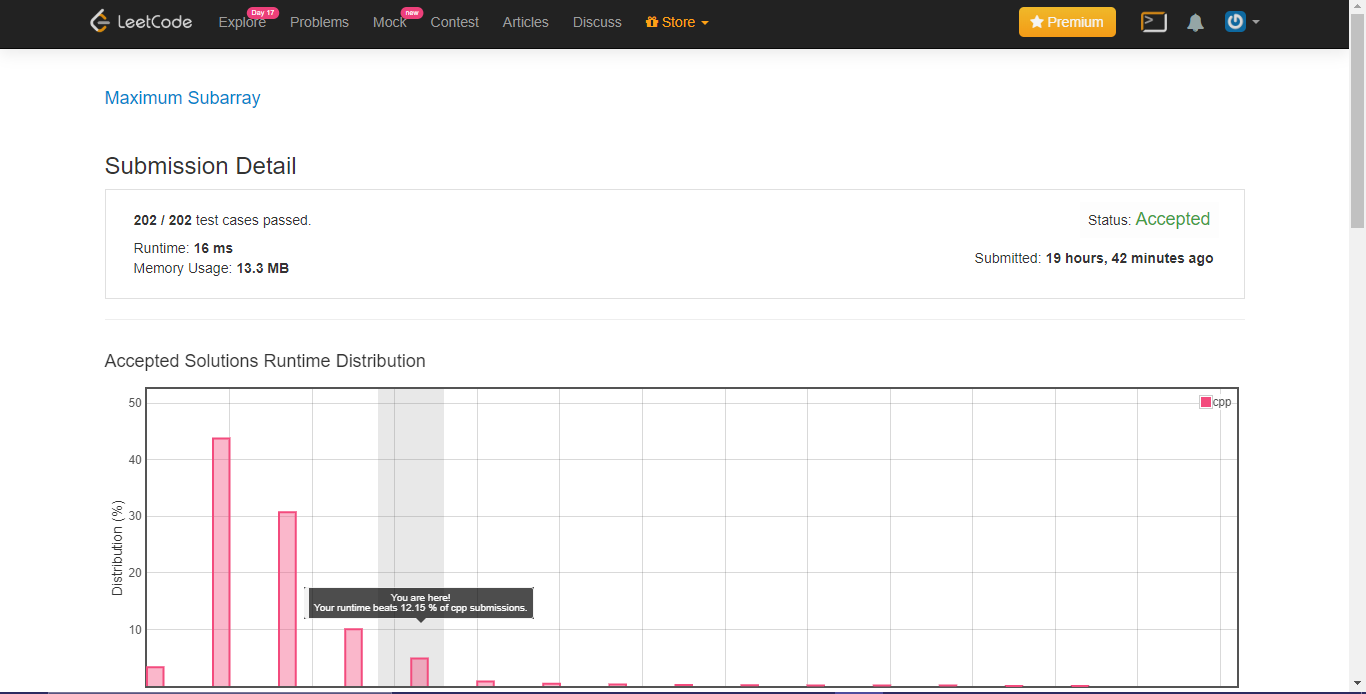 LeetCode Explore Day 17 Problems Mock new Contest Articles Discuss Store Premium
Maximum Subarray
Submission Detail
202 / 202 test cases passed. Status: Accepted
Runtime: 16 ms
Memory Usage: 13.3 MB Submitted: 19 hours, 42 minutes ago
Accepted Solutions Runtime Distribution
cpp
50
40
30
20
10
Distribution (%)
You are here!
Your runtime beats 12.15 % of cpp submissions.